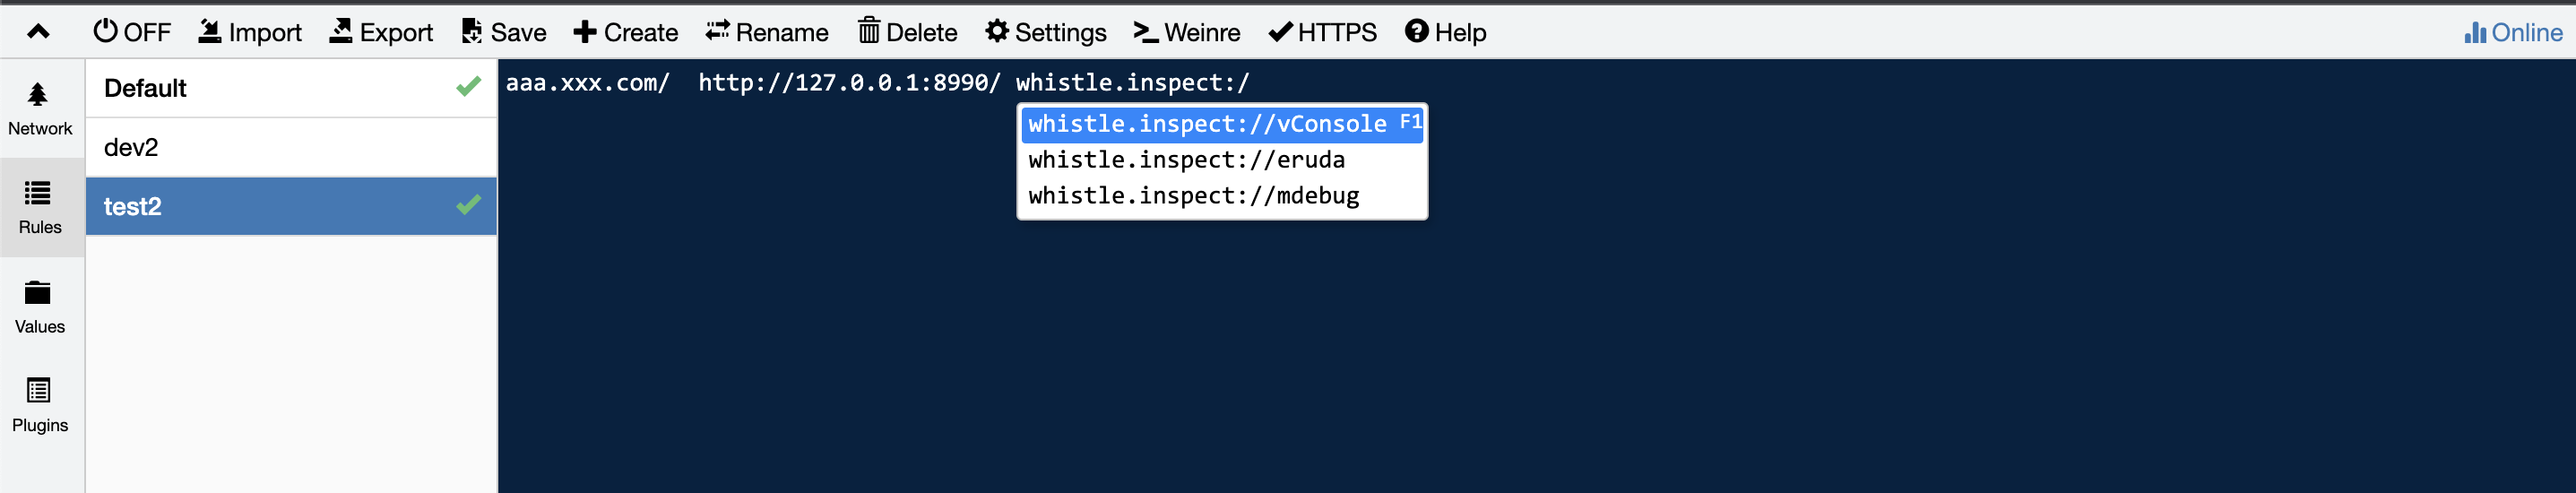 OFF Import Export Save Create Rename Delete Settings Weinre HTTPS Help Online
Network
Rules
Values
Plugins
Default
dev2
test2
aaa.xxx.com/  http://127.0.0.1:8990/ whistle.inspect:/
whistle.inspect://vConsole F1
whistle.inspect://eruda
whistle.inspect://mdebug